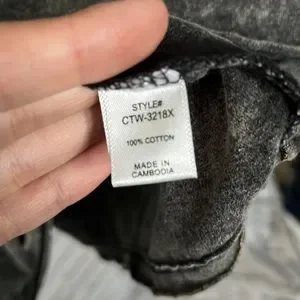 STYLE#
CTW-3218X
100% COTTON
MADE IN
CAMBODIA